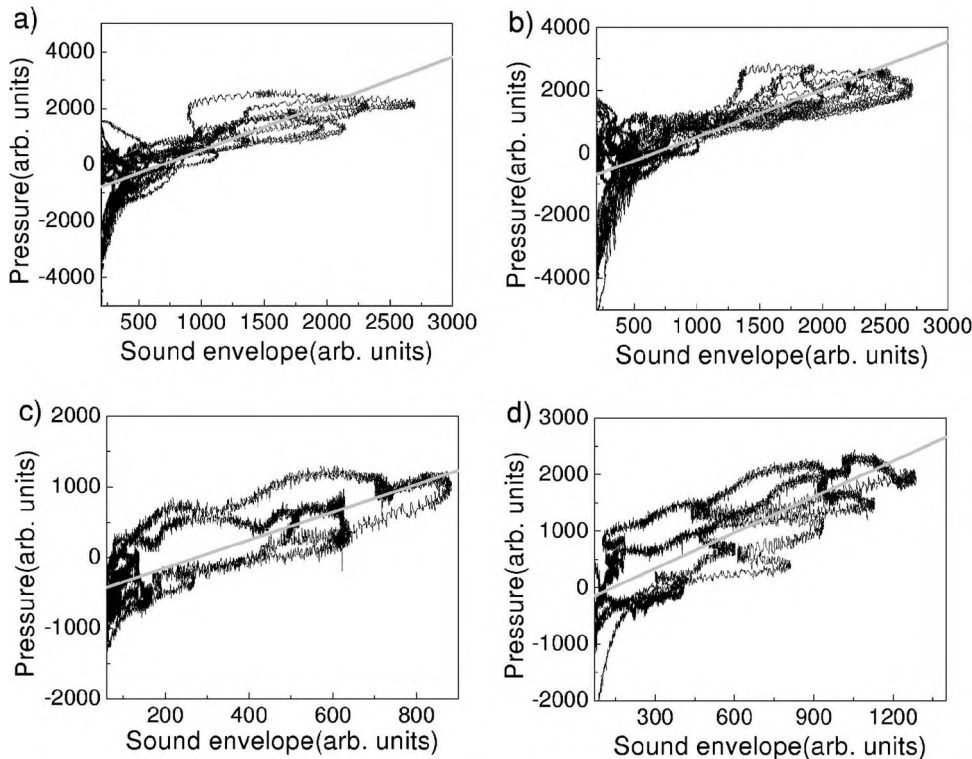 a)
4000
2000
0
-2000
-4000
Pressure(arb. units)
500 1000 1500 2000 2500 3000
Sound envelope(arb. units)
b)
4000
2000
0
-2000
-4000
Pressure(arb. units)
500 1000 1500 2000 2500 3000
Sound envelope(arb. units)
c)
2000
1000
0
-1000
-2000
Pressure(arb. units)
200 400 600 800
Sound envelope(arb. units)
d)
3000
2000
1000
0
-1000
-2000
Pressure(arb. units)
300 600 900 1200
Sound envelope(arb. units)